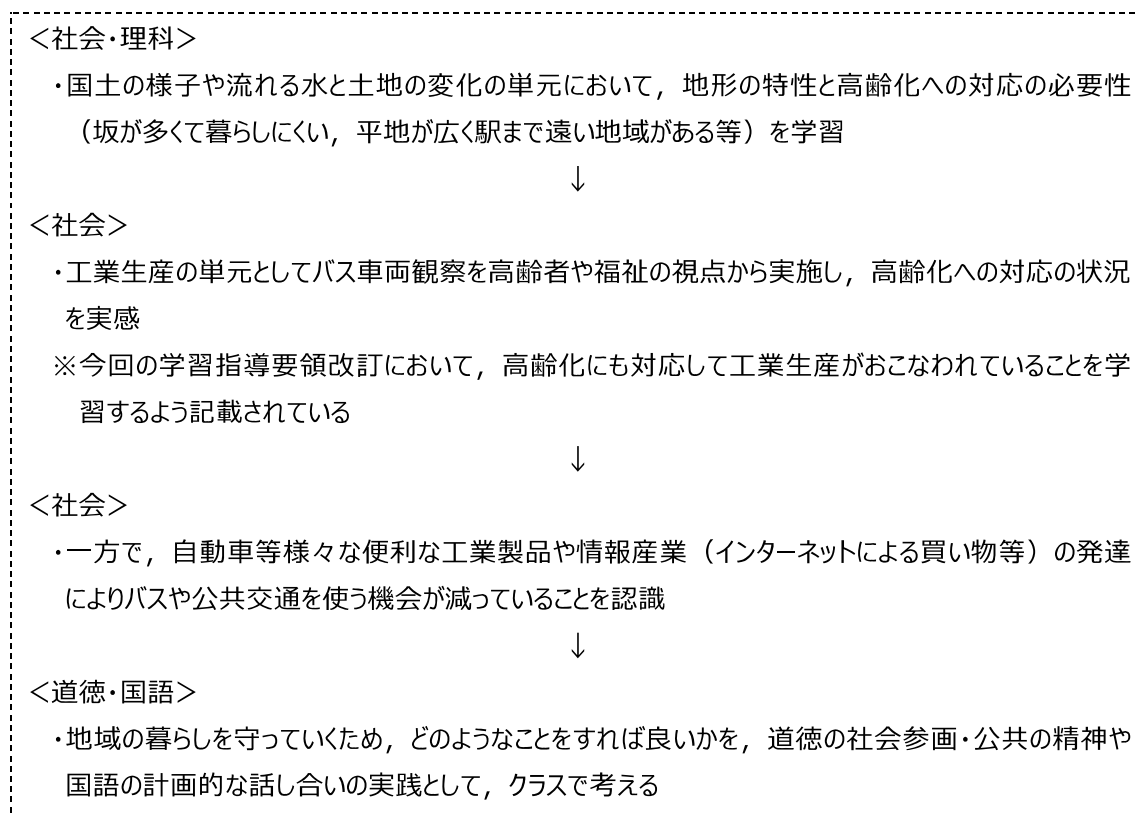 ＜社会・理科＞
・国土の様子や流れる水と土地の変化の単元において，地形の特性と高齢化への対応の必要性
（坂が多くて暮らしにくい，平地が広く駅まで遠い地域がある等）を学習
↓
＜社会＞
・工業生産の単元としてバス車両観察を高齢者や福祉の視点から実施し，高齢化への対応の状況
を実感
※今回の学習指導要領改訂において，高齢化にも対応して工業生産がおこなわれていることを学
習するよう記載されている
↓
＜社会＞
・一方で，自動車等様々な便利な工業製品や情報産業（インターネットによる買い物等）の発達
によりバスや公共交通を使う機会が減っていることを認識
↓
＜道徳・国語＞
・地域の暮らしを守っていくため，どのようなことをすれば良いかを，道徳の社会参画・公共の精神や
国語の計画的な話し合いの実践として，クラスで考える